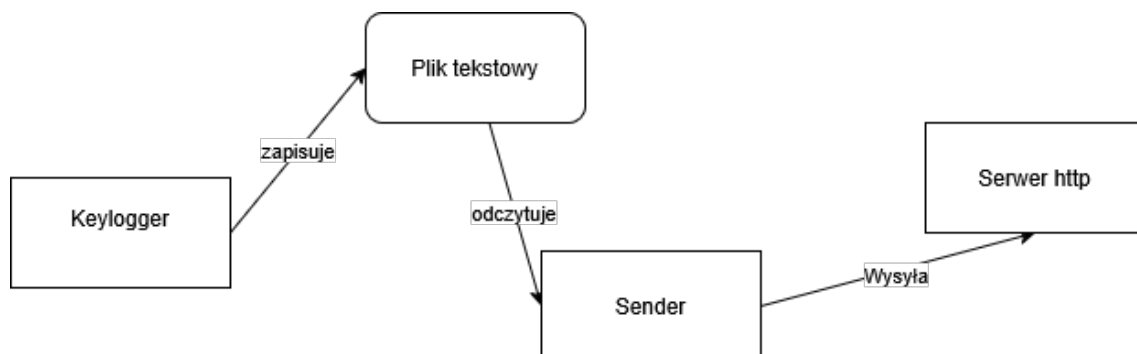 Plik tekstowy
zapisuje
Keylogger
odczytuje
Sender
Wysyła
Serwer http